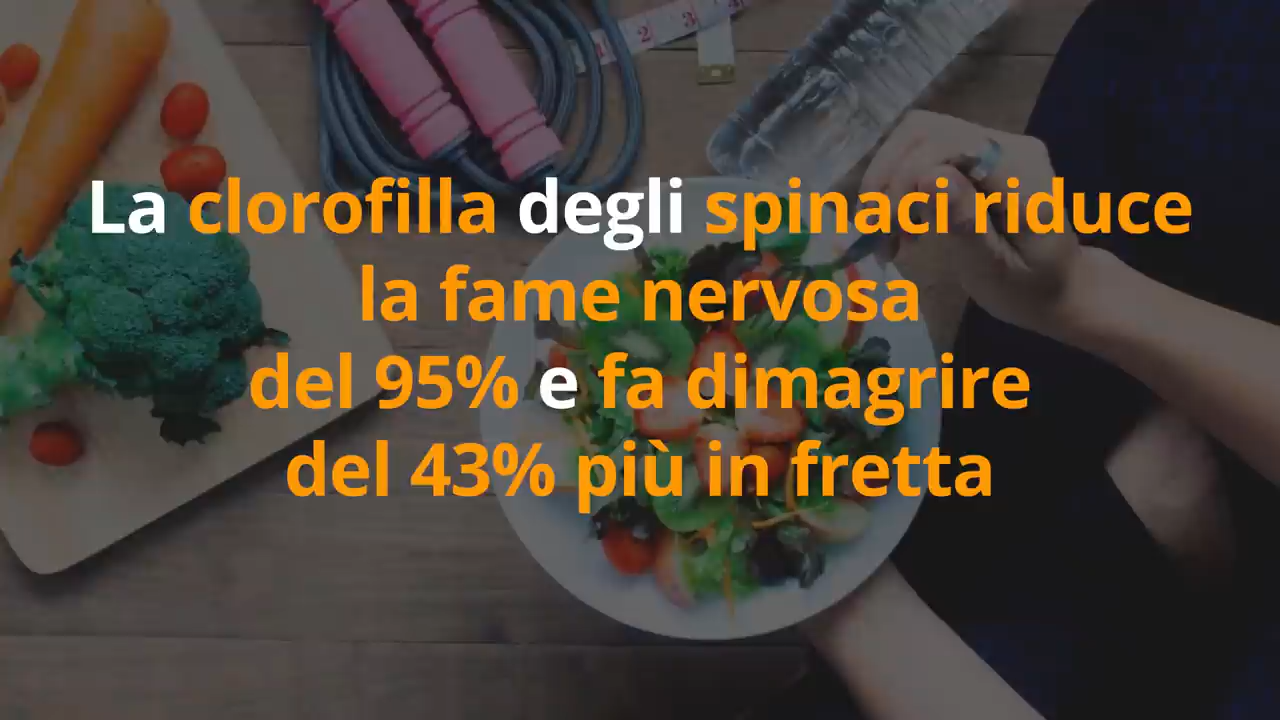 La clorofilla degli spinaci riduce
la fame nervosa
del 95% e fa dimagrire
del 43% più in fretta